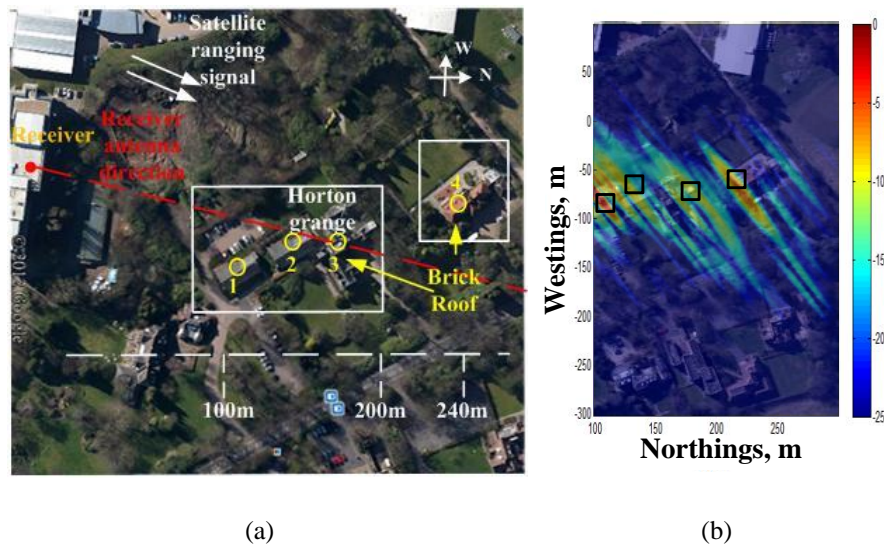 Satellite
ranging
signal
W
N
Receiver
Receiver
antenna
direction
Horton
grange
1
2
3
4
Brick
Roof
100m
200m
240m
(a)
Westings, m
100
50
0
-50
-100
-150
-200
-250
-300
100
150
200
250
Northings, m
0
-5
-10
-15
-20
-25
(b)